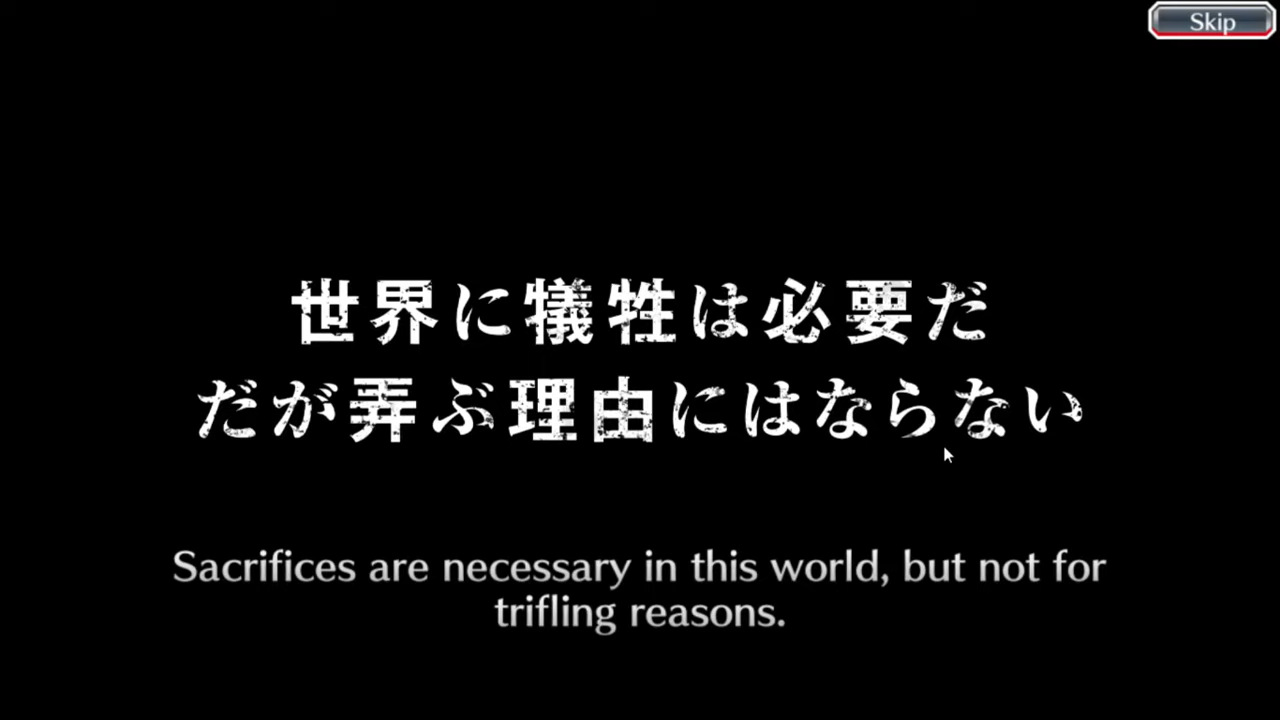 Skip
世界に犠牲は必要だ
だが弄ぶ理由にはならない
Sacrifices are necessary in this world, but not for
trifling reasons.